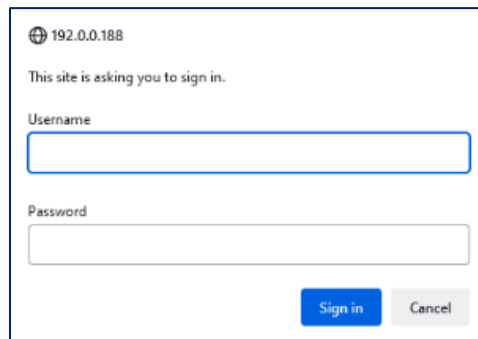 192.0.0.188
This site is asking you to sign in.
Username
Password
Sign in Cancel